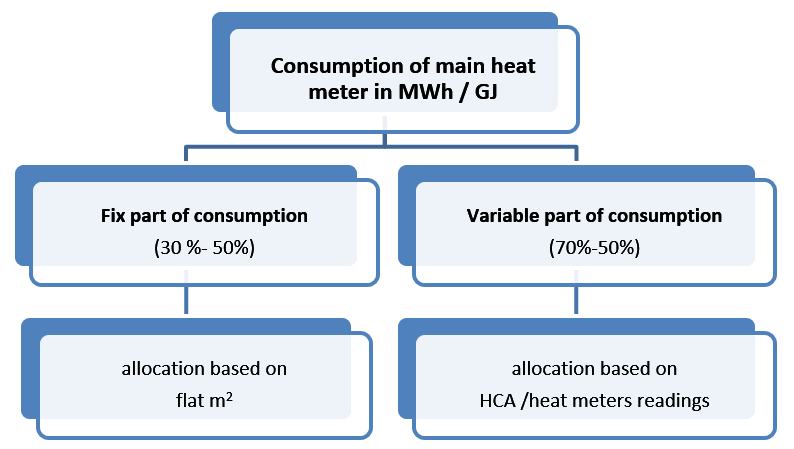 Consumption of main heat
meter in MWh / GJ
Fix part of consumption
(30 %- 50%)
Variable part of consumption
(70%-50%)
allocation based on
flat m²
allocation based on
HCA /heat meters readings